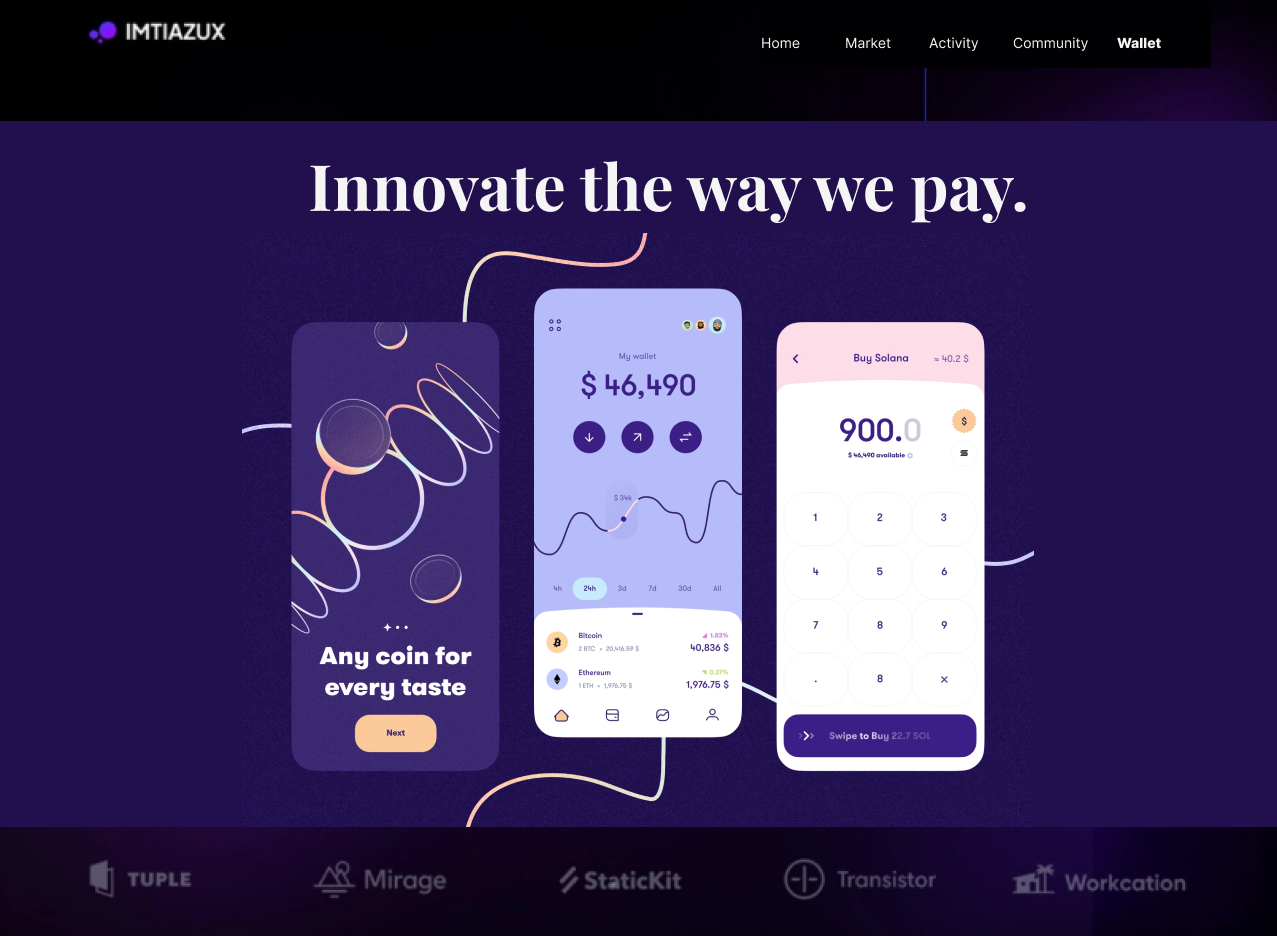 IMTIAZUX
Home Market Activity Community Wallet
Innovate the way we pay.
Any coin for
every taste
Next
My wallet
$ 46,490
$ 34k
4h 24h 3d 7d 30d All
Bitcoin 1.83%
2 BTC • 20,416.59 $ 40,836 $
Ethereum 0.37%
1 ETH • 1,976.75 $ 1,976.75 $
Buy Solana ≈ 40.2 $
900.0
$
$ 46,490 available
1 2 3
4 5 6
7 8 9
. 8 ×
Swipe to Buy 22.7 SOL
TUPLE Mirage StaticKit Transistor Workcation